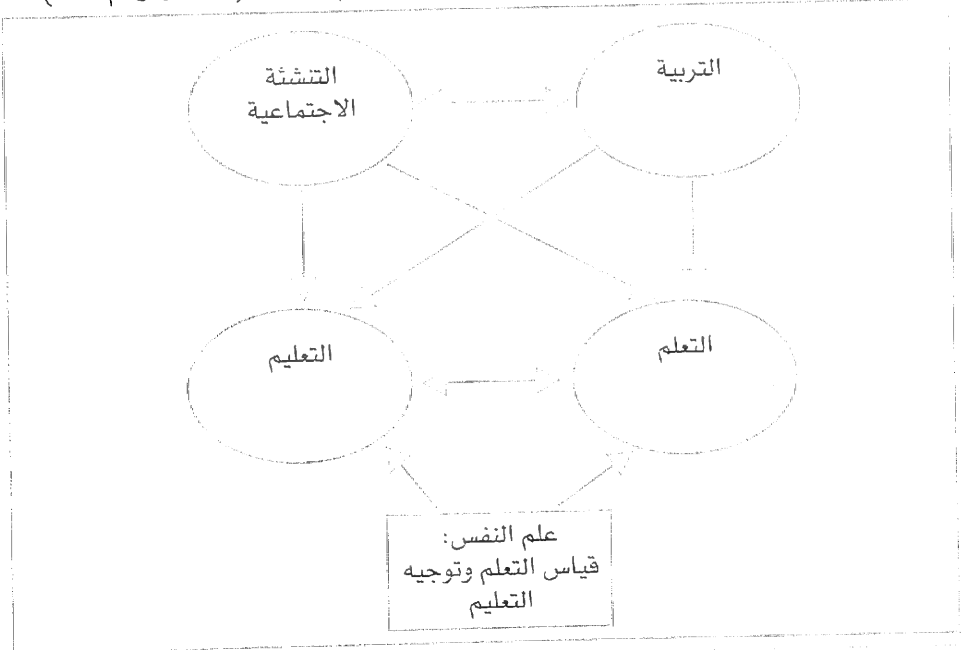 التربية
التنشئة
الاجتماعية
التعلم
التعليم
علم النفس:
قياس التعلم وتوجيه
التعليم